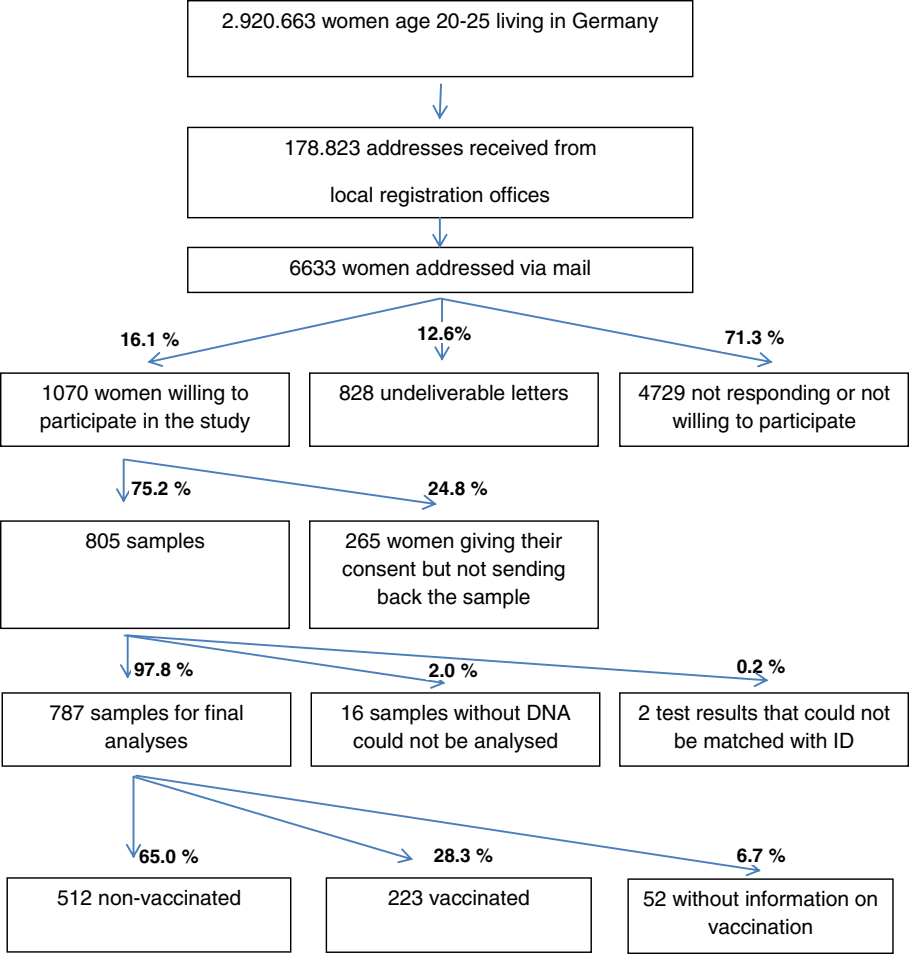 2.920.663 women age 20-25 living in Germany
178.823 addresses received from
local registration offices
6633 women addressed via mail
16.1 %
12.6%
71.3 %
1070 women willing to
participate in the study
828 undeliverable letters
4729 not responding or not
willing to participate
75.2 %
24.8 %
805 samples
265 women giving their
consent but not sending
back the sample
97.8 %
2.0 %
0.2 %
787 samples for final
analyses
16 samples without DNA
could not be analysed
2 test results that could not
be matched with ID
65.0 %
28.3 %
6.7 %
512 non-vaccinated
223 vaccinated
52 without information on
vaccination